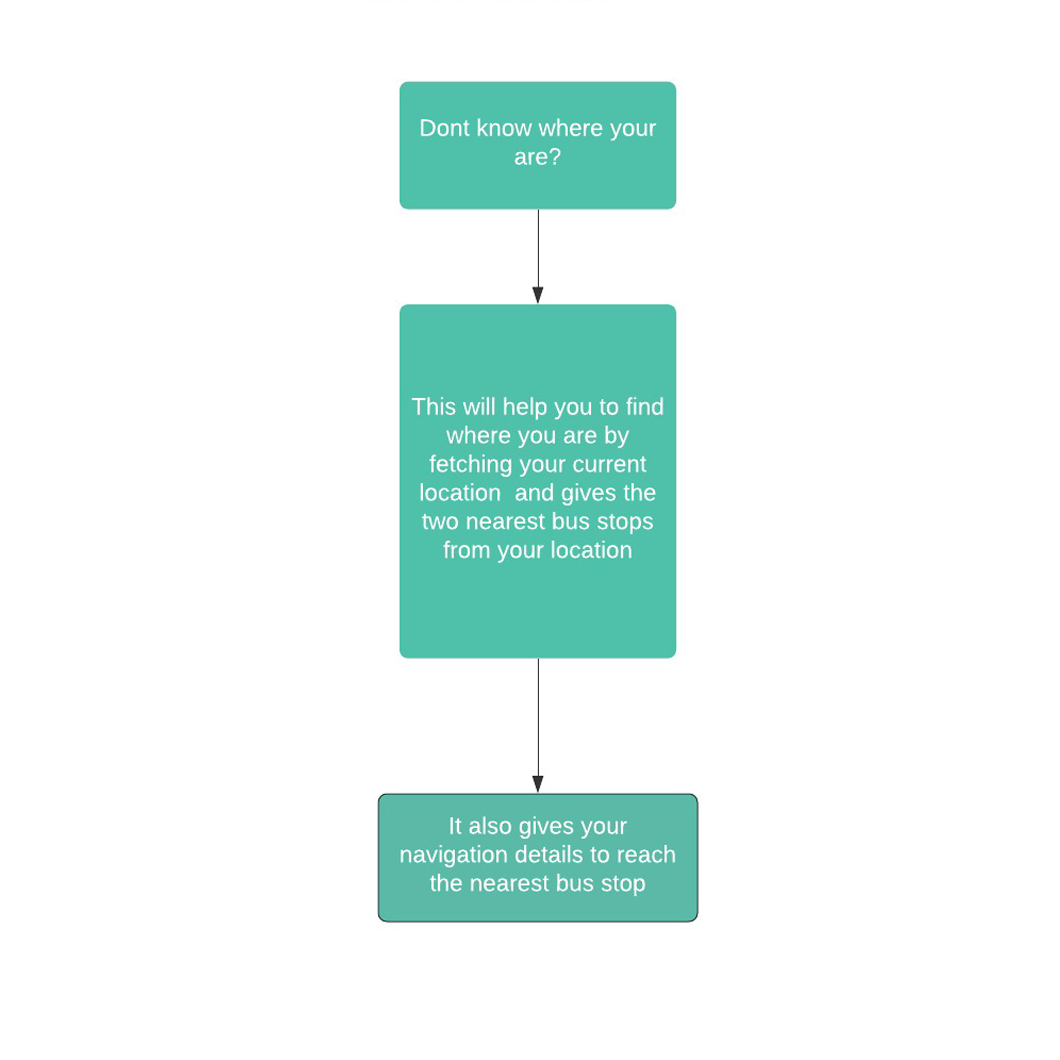 Dont know where your
are?
This will help you to find
where you are by
fetching your current
location  and gives the
two nearest bus stops
from your location
It also gives your
navigation details to reach
the nearest bus stop